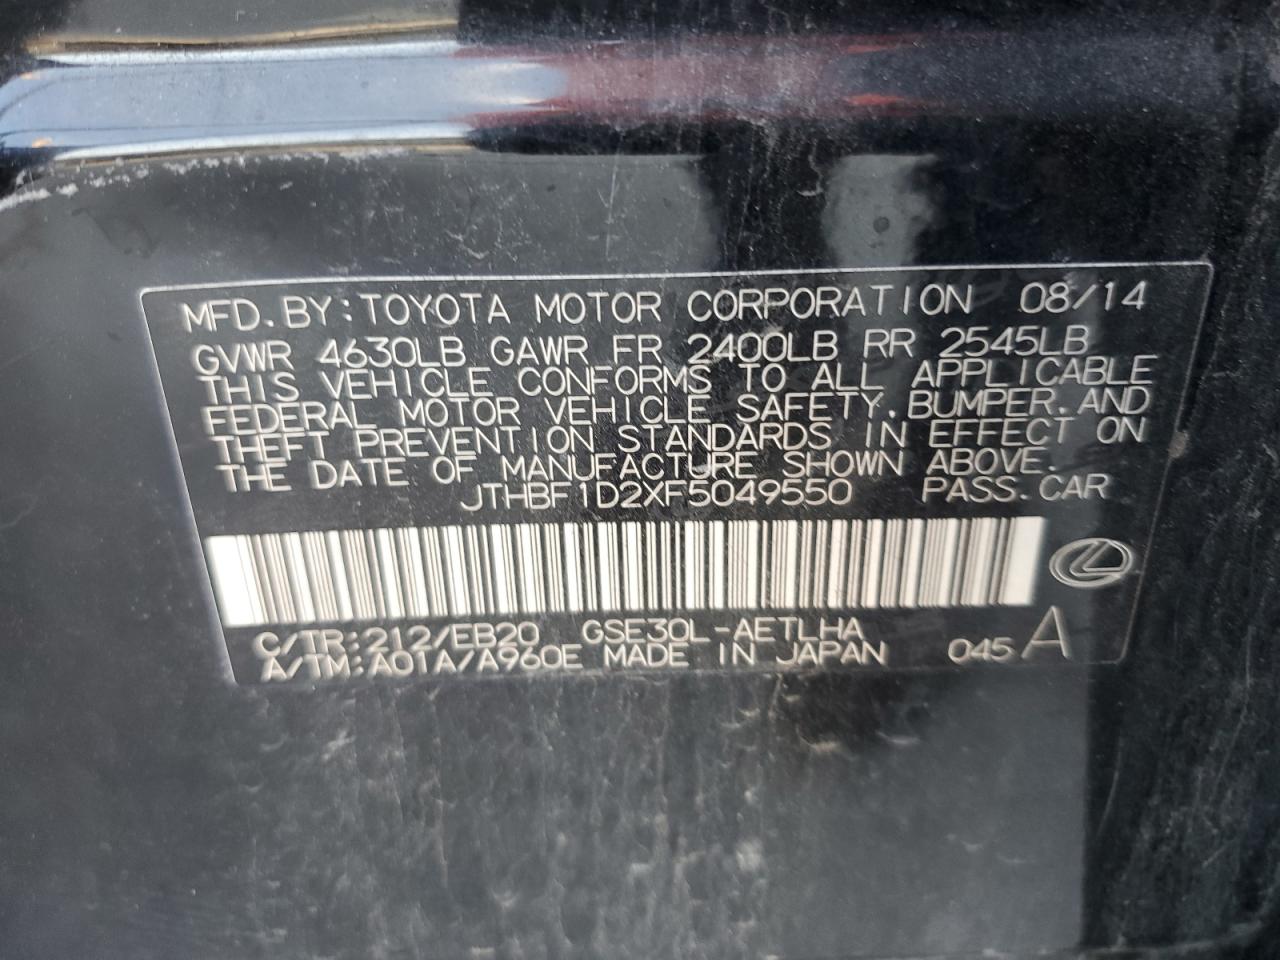 MFD.BY:TOYOTA MOTOR CORPORATION 08/14
GVWR 4630LB GAWR FR 2400LB RR 2545LB
THIS VEHICLE CONFORMS TO ALL APPLICABLE
FEDERAL MOTOR VEHICLE SAFETY,BUMPER,AND
THEFT PREVENTION STANDARDS IN EFFECT ON
THE DATE OF MANUFACTURE SHOWN ABOVE.
JTHBF1D2XF5049550 PASS.CAR
C/TR:212/EB20 GSE30L-AETLHA
A/TM:A01A/A960E MADE IN JAPAN 045 A